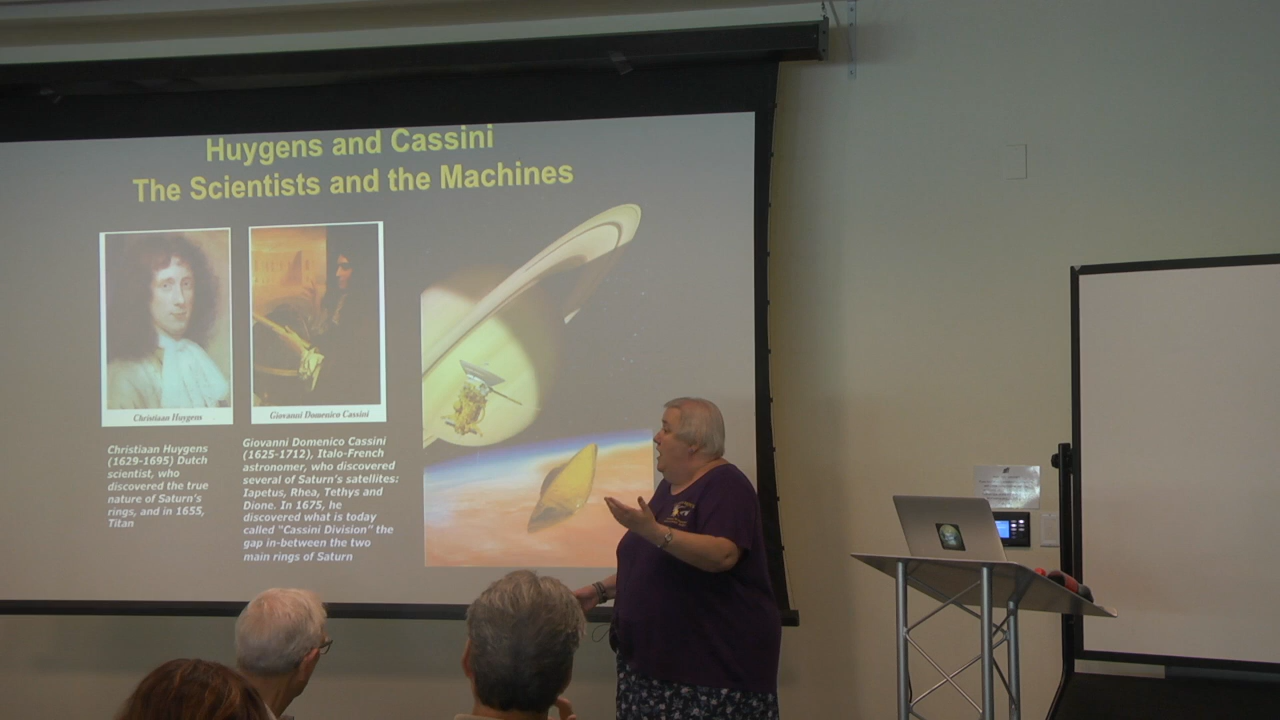 Huygens and Cassini
The Scientists and the Machines
Christiaan Huygens
Giovanni Domenico Cassini
Christiaan Huygens
(1629-1695) Dutch
scientist, who
discovered the true
nature of Saturn's
rings, and in 1655,
Titan
Giovanni Domenico Cassini
(1625-1712), Italo-French
astronomer, who discovered
several of Saturn's satellites:
Iapetus, Rhea, Tethys and
Dione. In 1675, he
discovered what is today
called "Cassini Division" the
gap in-between the two
main rings of Saturn